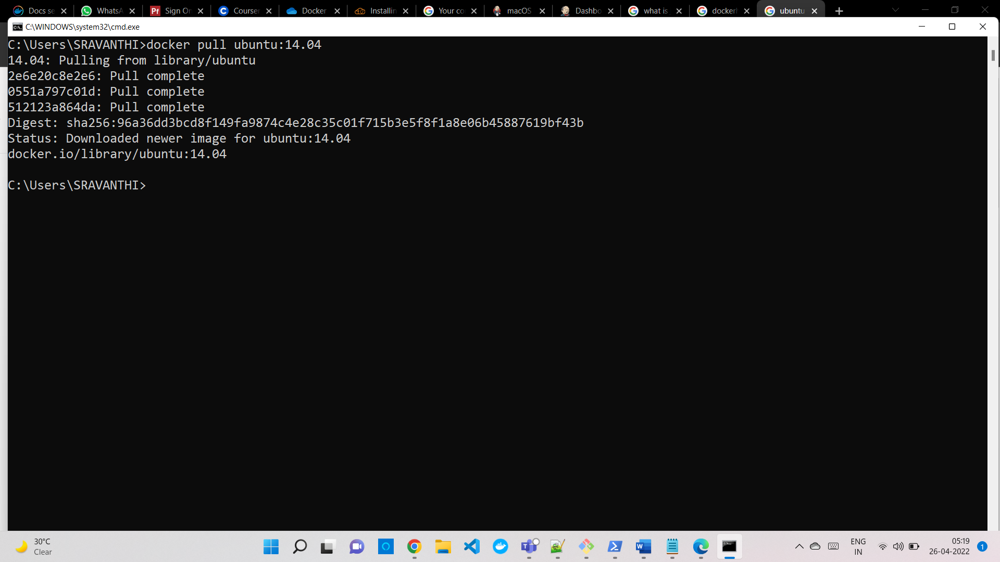 Docs se
WhatsA
Pf
Sign On
Courser
Docker
Installin
Your co
macOS
Dashbo
what is
docker
ubuntu
C:\WINDOWS\system32\cmd.exe
C:\Users\SRAVANTHI>docker pull ubuntu:14.04
14.04: Pulling from library/ubuntu
2e6e20c8e2e6: Pull complete
0551a797c01d: Pull complete
512123a864da: Pull complete
Digest: sha256:96a36dd3bcd8f149fa9874c4e28c35c01f715b3e5f8f1a8e06b45887619bf43b
Status: Downloaded newer image for ubuntu:14.04
docker.io/library/ubuntu:14.04
C:\Users\SRAVANTHI>
30°C
Clear
ENG
IN
05:19
26-04-2022
1